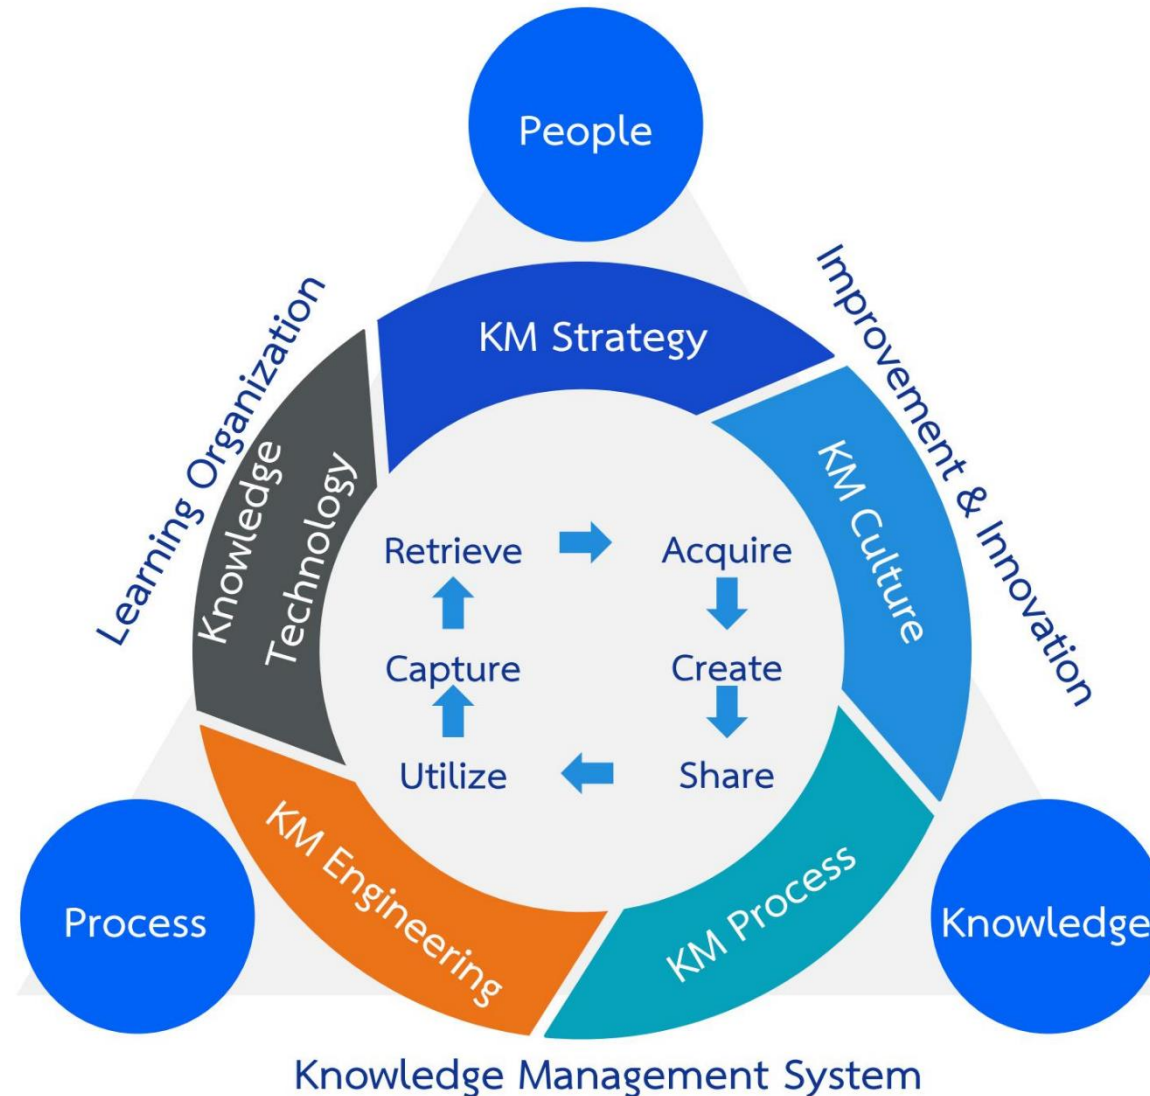 People
Learning Organization
Improvement & Innovation
KM Strategy
KM Culture
Knowledge
Technology
Retrieve
Acquire
Capture
Create
Utilize
Share
KM Engineering
KM Process
Process
Knowledge
Knowledge Management System